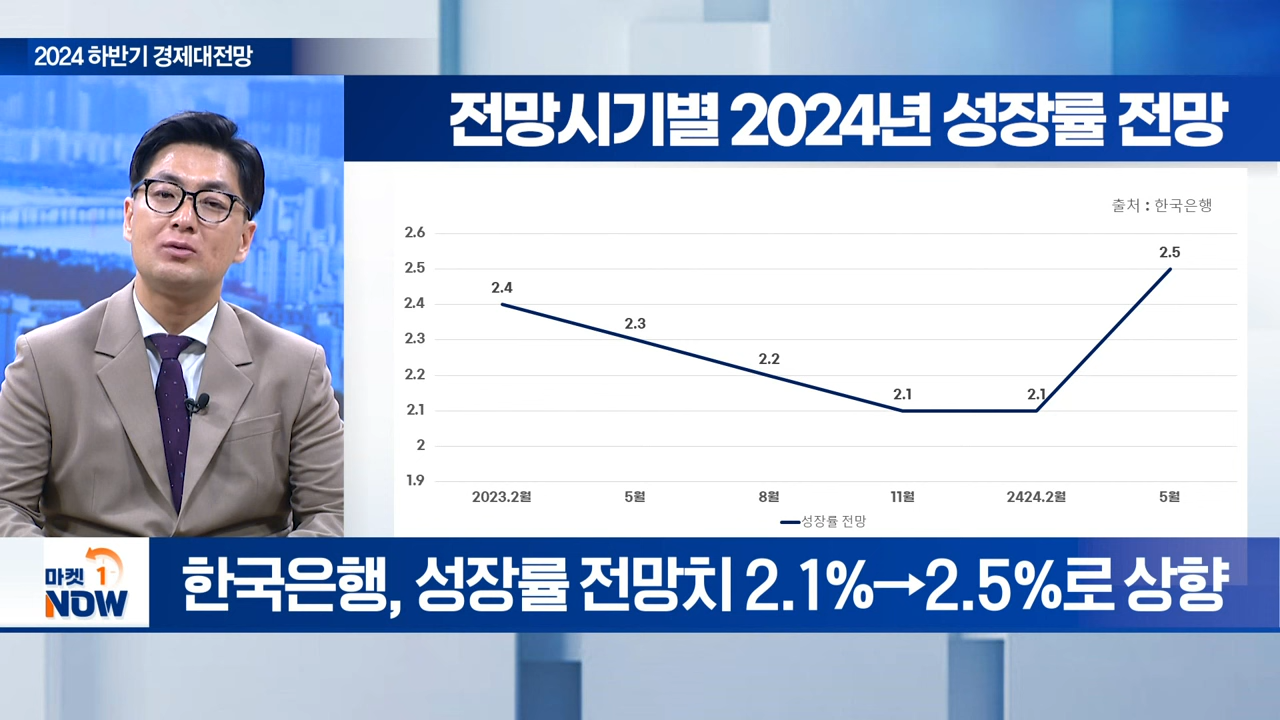 2024 하반기 경제대전망
전망시기별 2024년 성장률 전망
출처 : 한국은행
2.6
2.5
2.4
2.3
2.2
2.1
2
1.9
2.4
2.3
2.2
2.1
2.1
2.5
2023.2월 5월 8월 11월 2424.2월 5월
성장률 전망
마켓 1
NOW
한국은행, 성장률 전망치 2.1%→2.5%로 상향